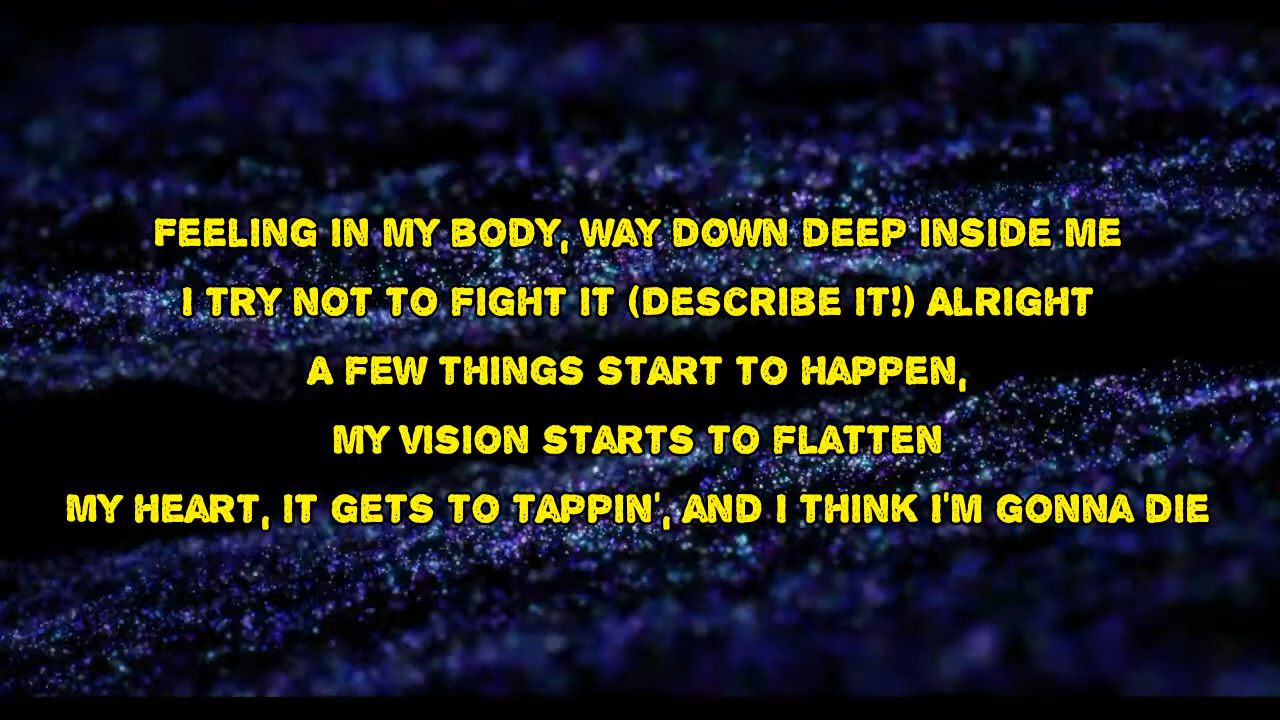 FEELING IN MY BODY, WAY DOWN DEEP INSIDE ME
I TRY NOT TO FIGHT IT (DESCRIBE IT!) ALRIGHT
A FEW THINGS START TO HAPPEN,
MY VISION STARTS TO FLATTEN
MY HEART, IT GETS TO TAPPIN', AND I THINK I'M GONNA DIE